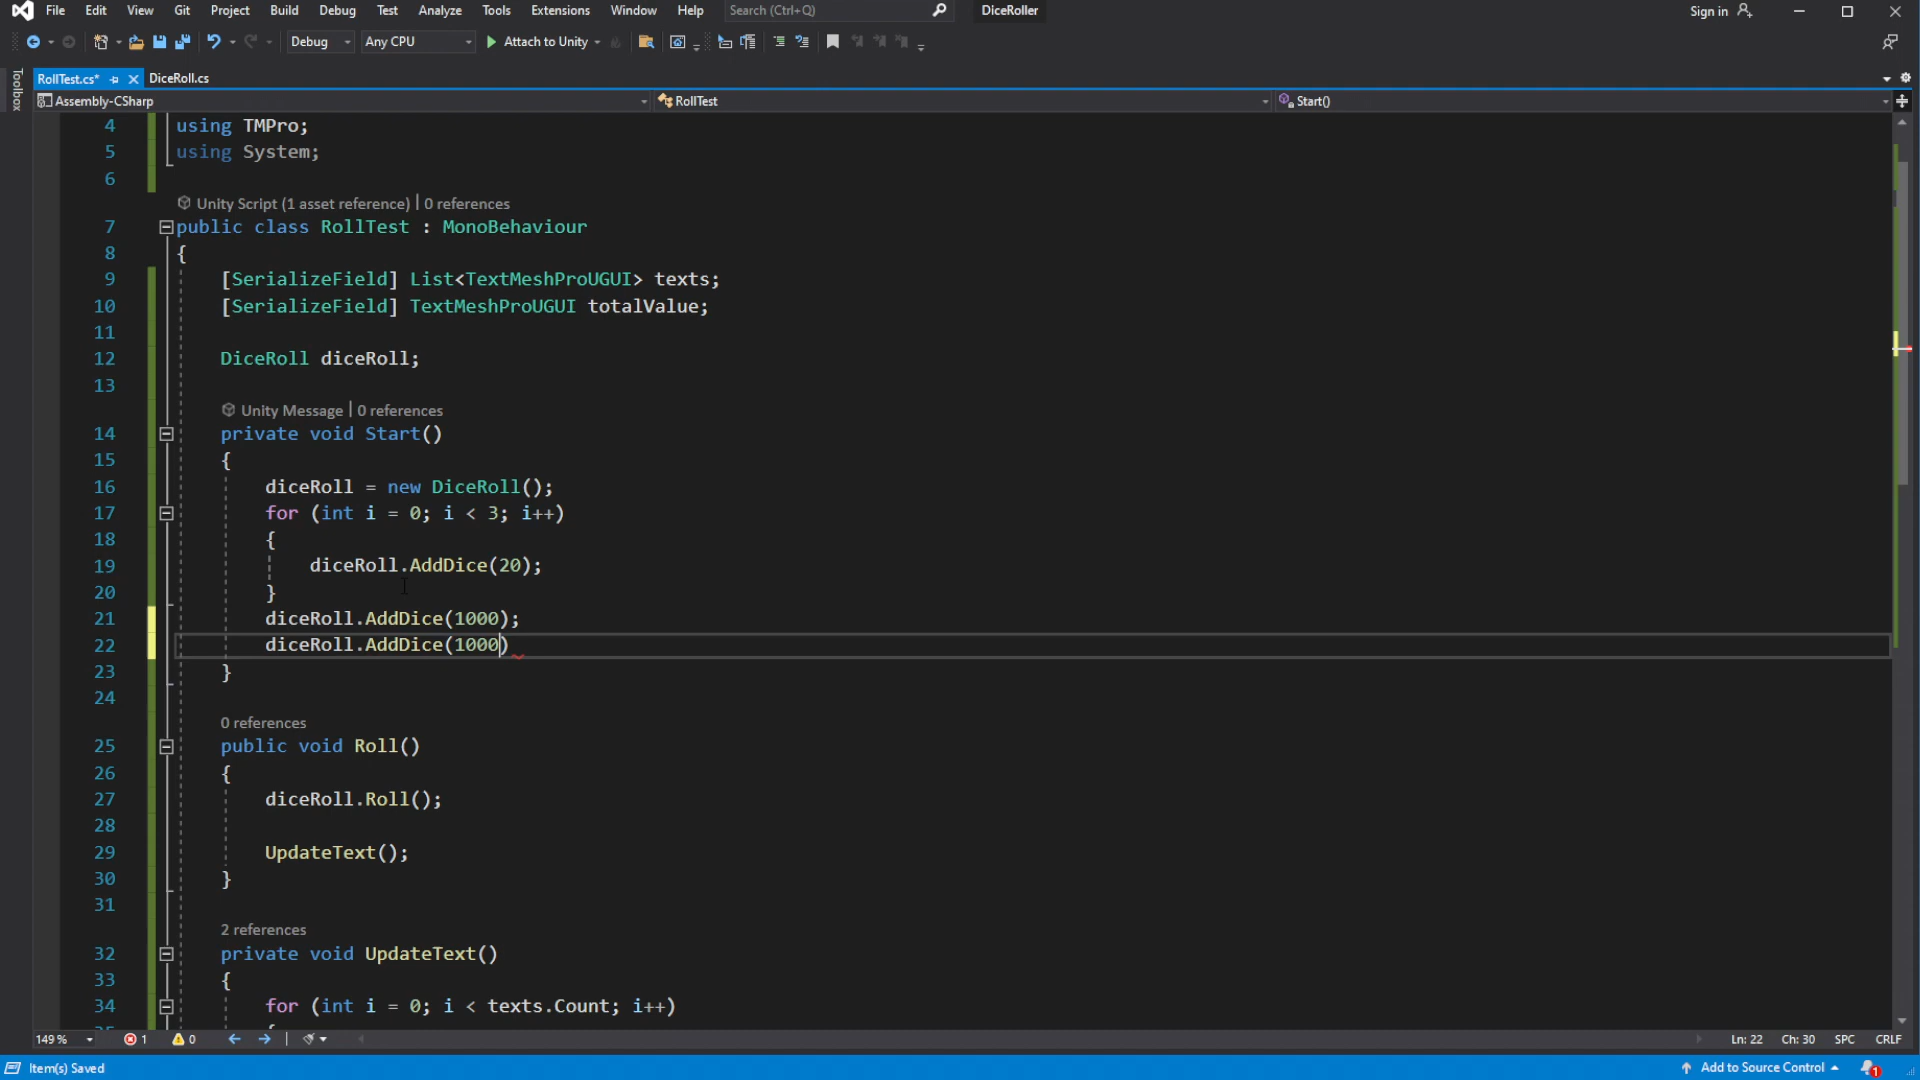 File Edit View Git Project Build Debug Test Analyze Tools Extensions Window Help Search (Ctrl+Q) DiceRoller Sign in
Debug Any CPU Attach to Unity
Toolbox
RollTest.cs* DiceRoll.cs
Assembly-CSharp RollTest Start()
4 using TMPro;
5 using System;
6
Unity Script (1 asset reference) | 0 references
7 public class RollTest : MonoBehaviour
8 {
9 [SerializeField] List<TextMeshProUGUI> texts;
10 [SerializeField] TextMeshProUGUI totalValue;
11
12 DiceRoll diceRoll;
13
Unity Message | 0 references
14 private void Start()
15 {
16 diceRoll = new DiceRoll();
17 for (int i = 0; i < 3; i++)
18 {
19 diceRoll.AddDice(20);
20 }
21 diceRoll.AddDice(1000);
22 diceRoll.AddDice(1000)
23 }
24
0 references
25 public void Roll()
26 {
27 diceRoll.Roll();
28
29 UpdateText();
30 }
31
2 references
32 private void UpdateText()
33 {
34 for (int i = 0; i < texts.Count; i++)
149 % 1 0 Ln: 22 Ch: 30 SPC CRLF
Item(s) Saved Add to Source Control 1